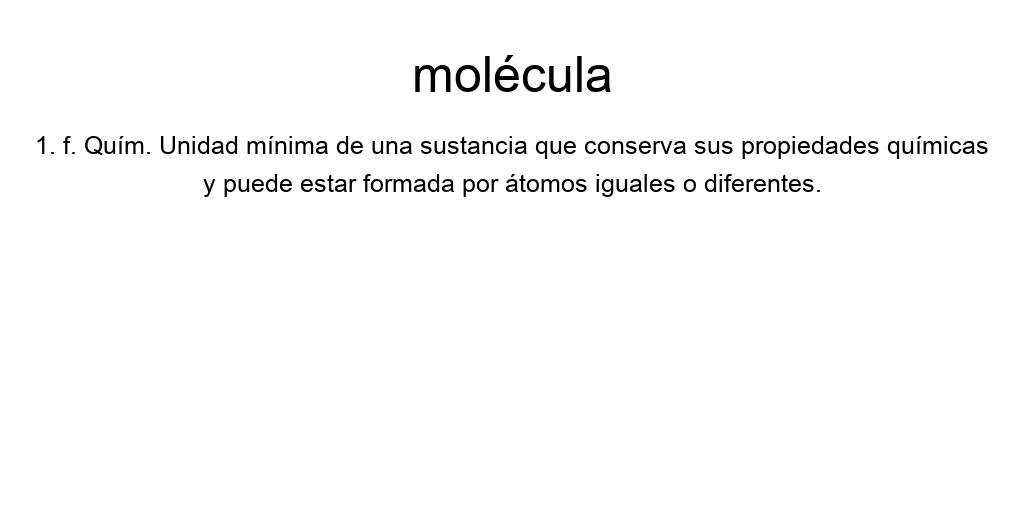 molécula
1. f. Quím. Unidad mínima de una sustancia que conserva sus propiedades químicas
y puede estar formada por átomos iguales o diferentes.